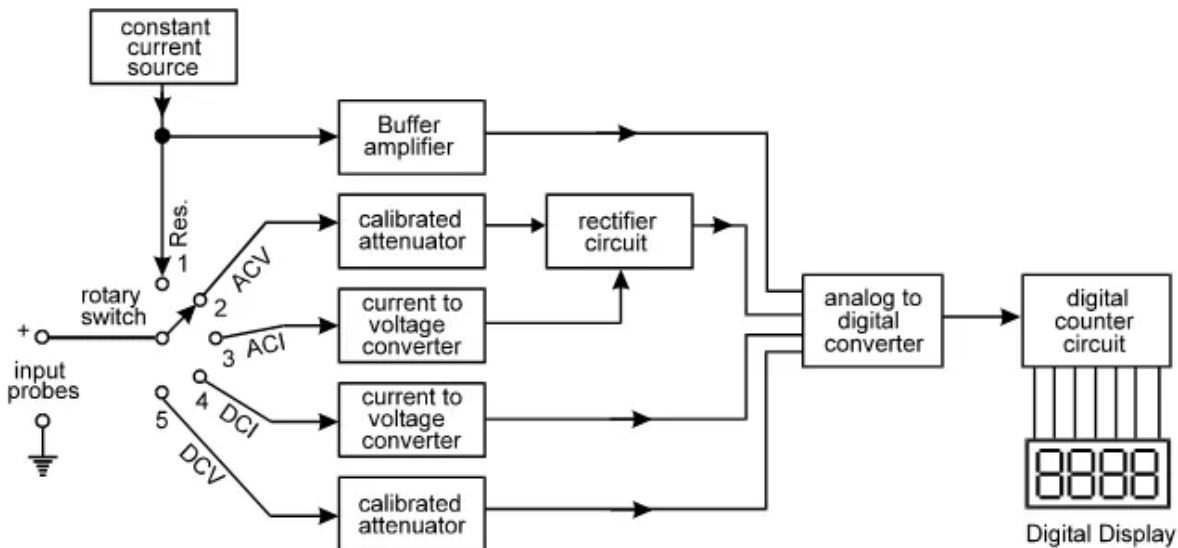 constant
current
source
Buffer
amplifier
Res.
1
ACV
calibrated
attenuator
rectifier
circuit
rotary
switch
2
+
3
ACI
current to
voltage
converter
analog to
digital
converter
digital
counter
circuit
input
probes
4
DCI
current to
voltage
converter
5
DCV
calibrated
attenuator
8888
Digital Display